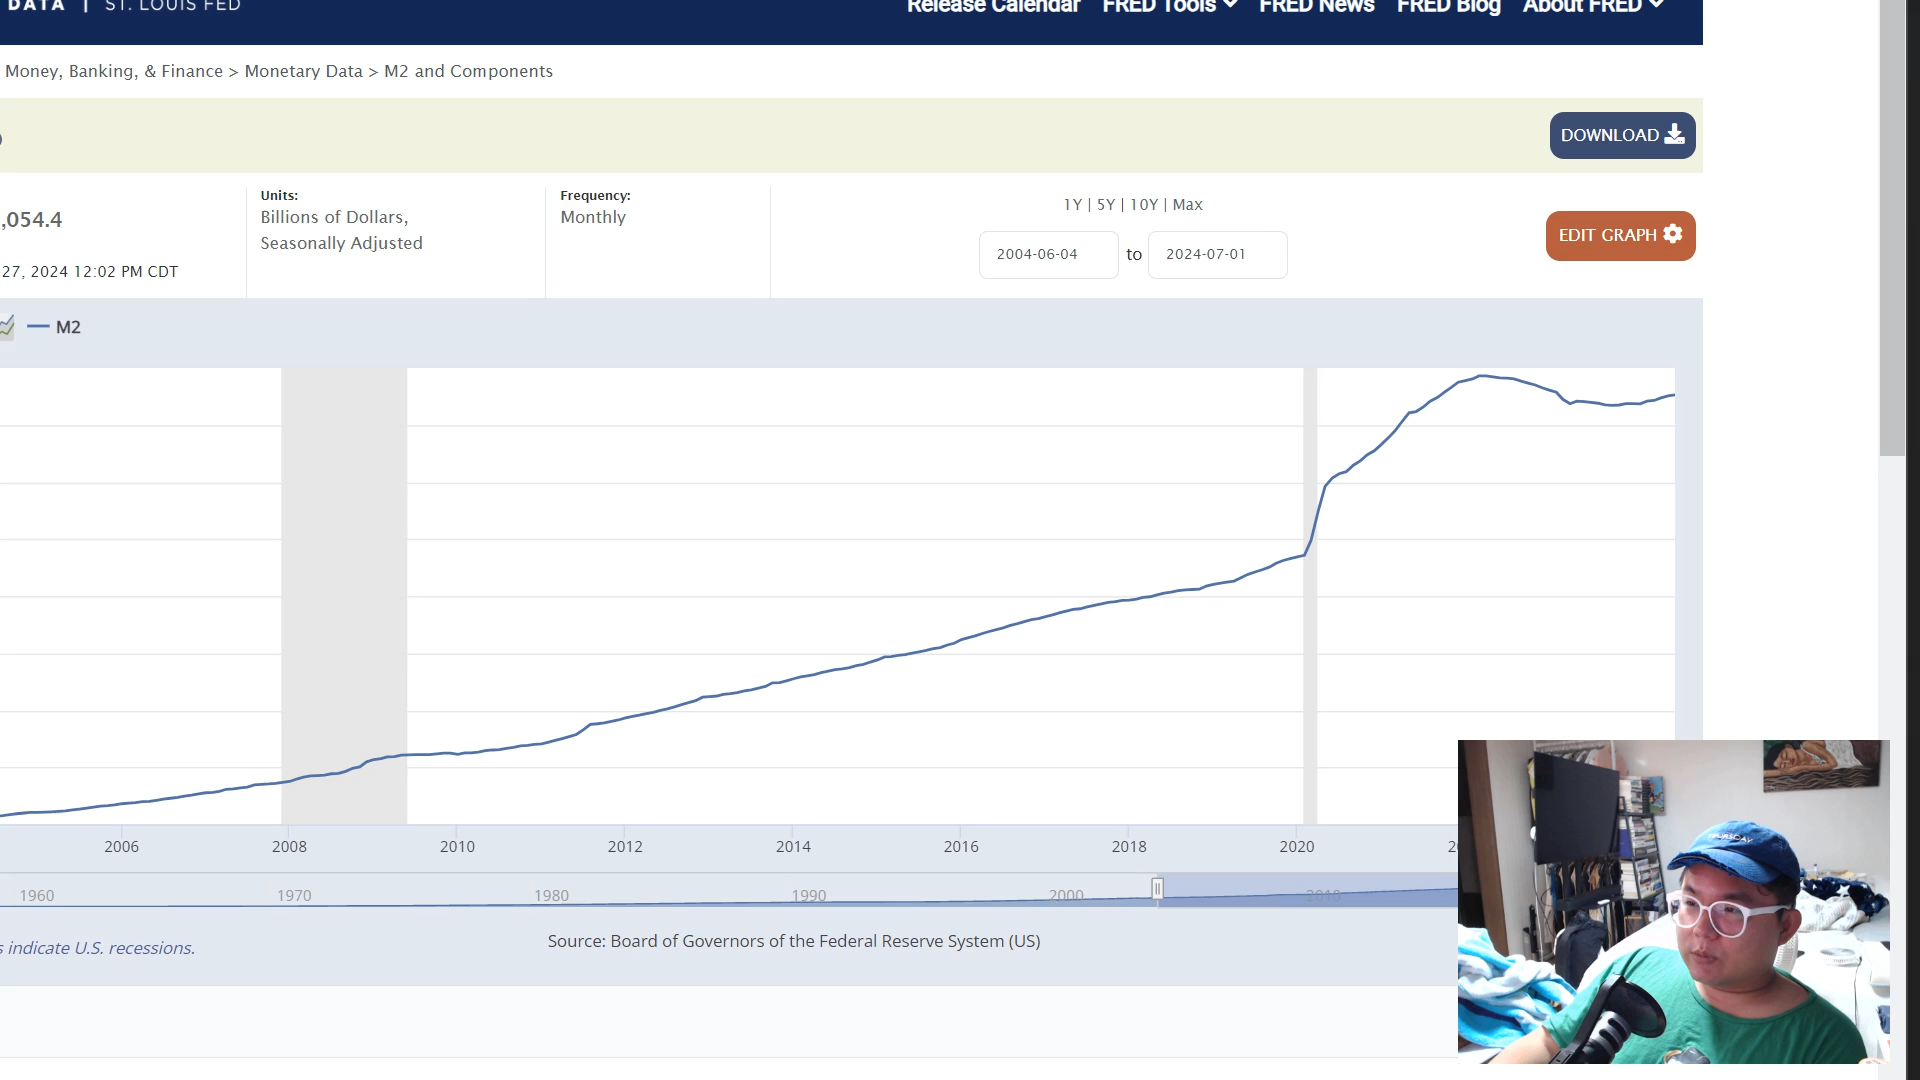 DATA | ST. LOUIS FED
Release Calendar FRED Tools FRED News FRED Blog About FRED
Money, Banking, & Finance > Monetary Data > M2 and Components
DOWNLOAD
Units:
Billions of Dollars,
Seasonally Adjusted
Frequency:
Monthly
,054.4
27, 2024 12:02 PM CDT
1Y | 5Y | 10Y | Max
2004-06-04 to 2024-07-01
EDIT GRAPH
M2
2006 2008 2010 2012 2014 2016 2018 2020 2
1960 1970 1980 1990 2000 2010
s indicate U.S. recessions.
Source: Board of Governors of the Federal Reserve System (US)
THURSDAY